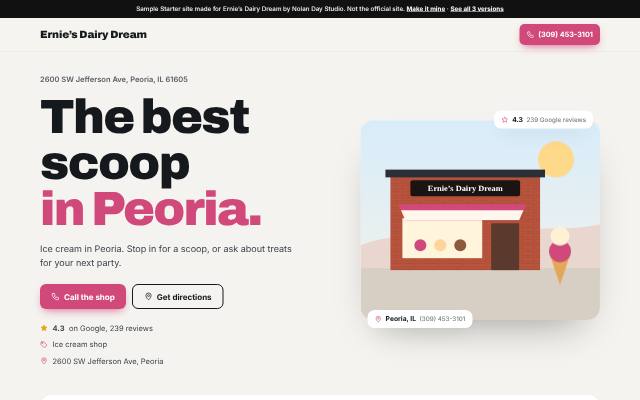 Sample Starter site made for Ernie's Dairy Dream by Nolan Day Studio. Not the official site. Make it mine · See all 3 versions
Ernie's Dairy Dream
(309) 453-3101
2600 SW Jefferson Ave, Peoria, IL 61605
The best
scoop
in Peoria.
Ice cream in Peoria. Stop in for a scoop, or ask about treats
for your next party.
Call the shop
Get directions
4.3 on Google, 239 reviews
Ice cream shop
2600 SW Jefferson Ave, Peoria
4.3 239 Google reviews
Ernie's Dairy Dream
Peoria, IL (309) 453-3101